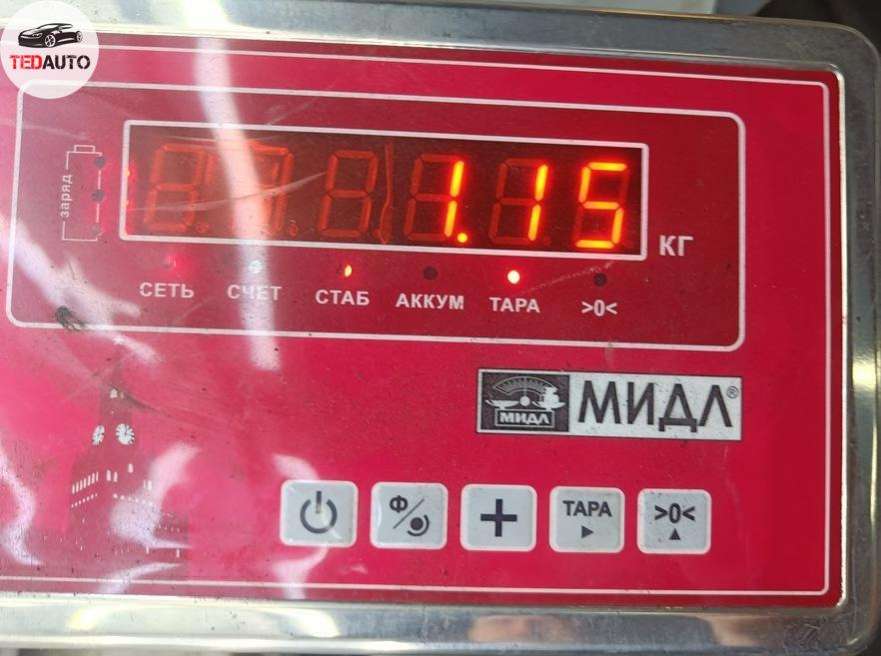 TEDAUTO
заряд
1.15
КГ
СЕТЬ СЧЕТ СТАБ АККУМ ТАРА >0<
МИДЛ МИДЛ®
Ф ТАРА >0<